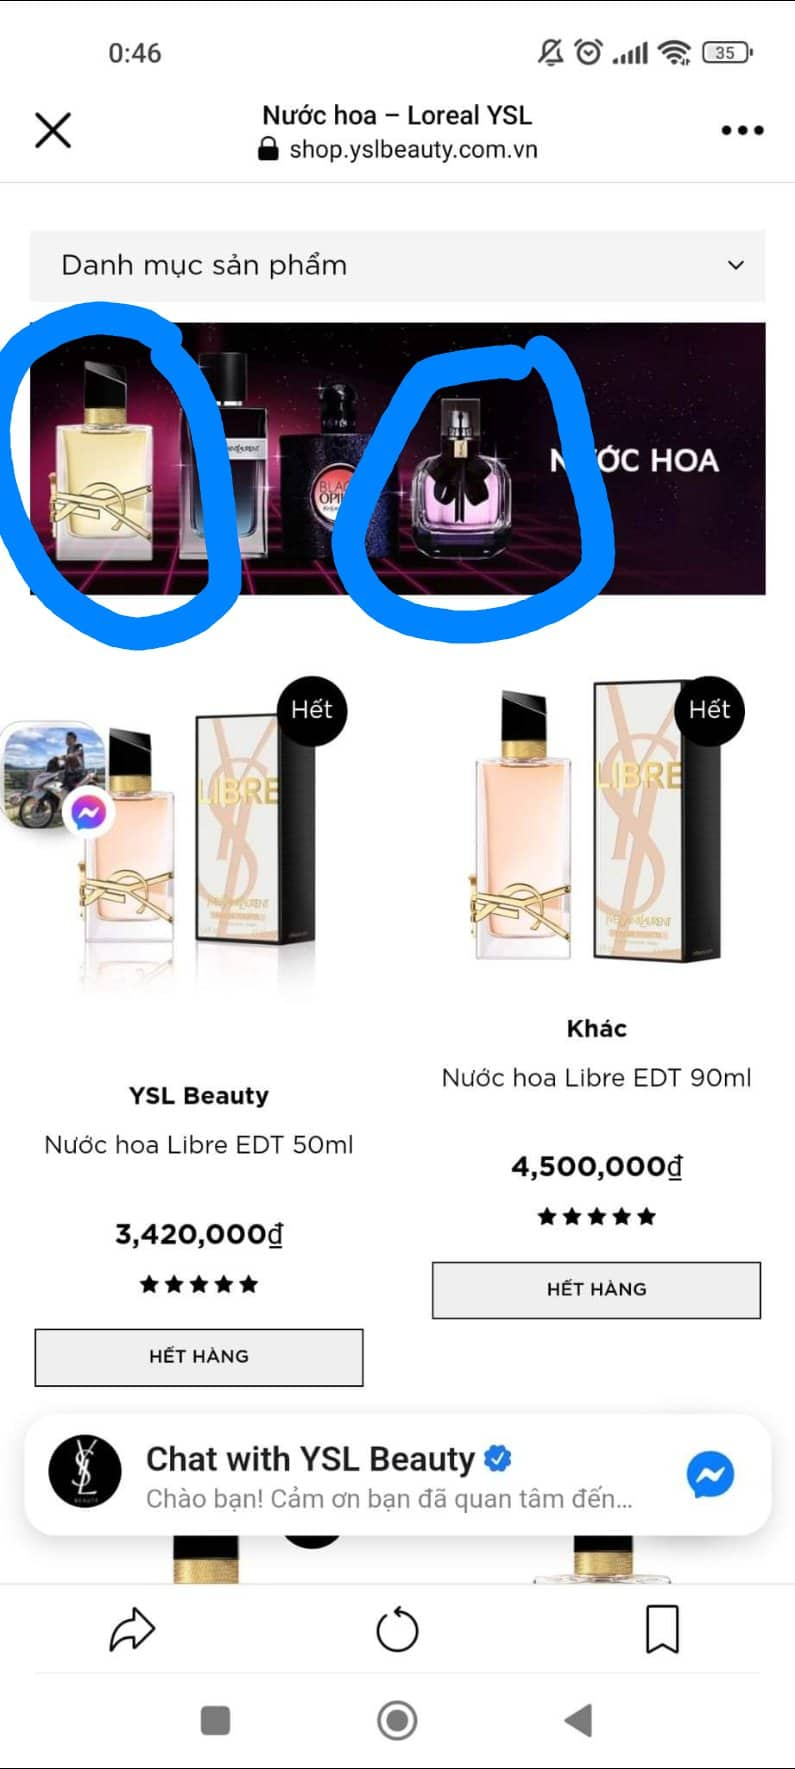 0:46
35
Nước hoa – Loreal YSL
shop.yslbeauty.com.vn
Danh mục sản phẩm
NƯỚC HOA
Hết
Hết
LIBRE
LIBRE
YVESSAINTLAURENT
Khác
Nước hoa Libre EDT 90ml
YSL Beauty
Nước hoa Libre EDT 50ml
4,500,000₫
3,420,000₫
HẾT HÀNG
HẾT HÀNG
Chat with YSL Beauty
Chào bạn! Cảm ơn bạn đã quan tâm đến...